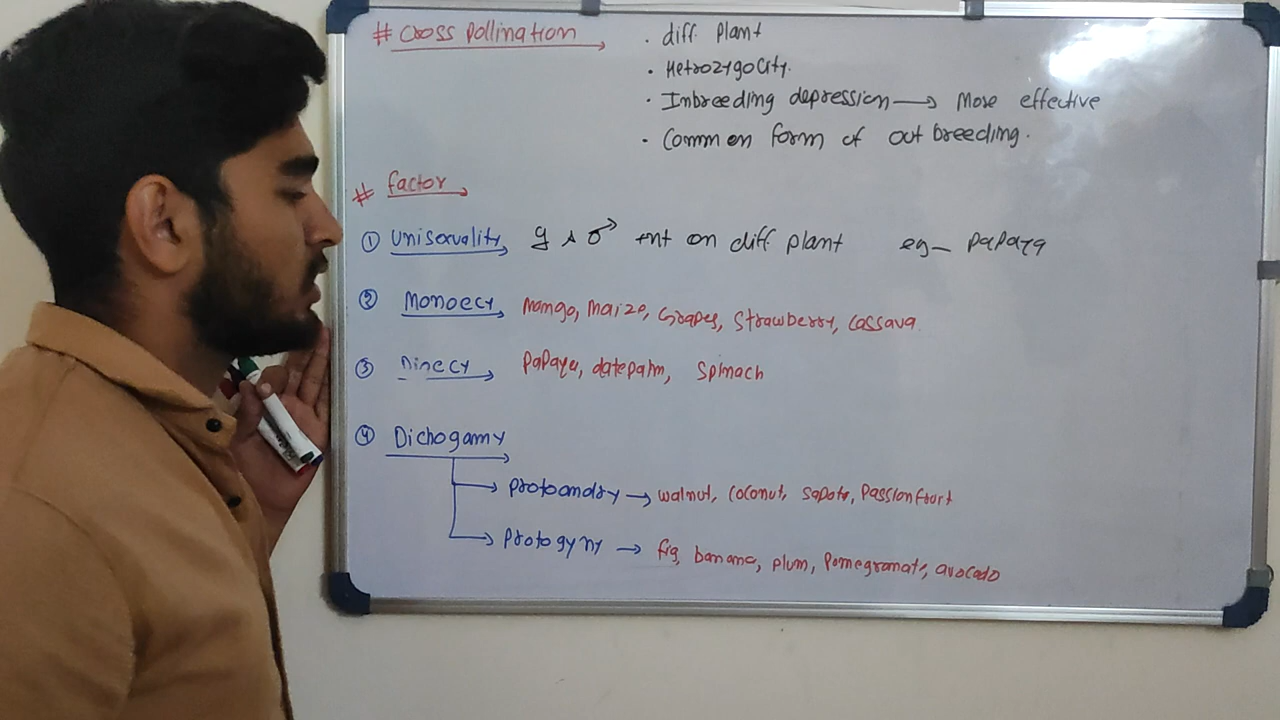 # Cross Pollination
. diff. Plant
. Hetrozygocity.
. Inbreeding depression → More effective
. Common form of out breeding.
# factor
① Unisexuality ♀ & ♂ on diff. plant eg- papaya
② Monoecy Mango, Maize, Grapes, Strawberry, Cassava
③ Dioecy Papaya, datepalm, Spinach
④ Dichogamy
→ Protoandry → walnut, coconut, sapota, Passionfruit
→ Protogyny → fig, banana, plum, Pomegranate, avocado